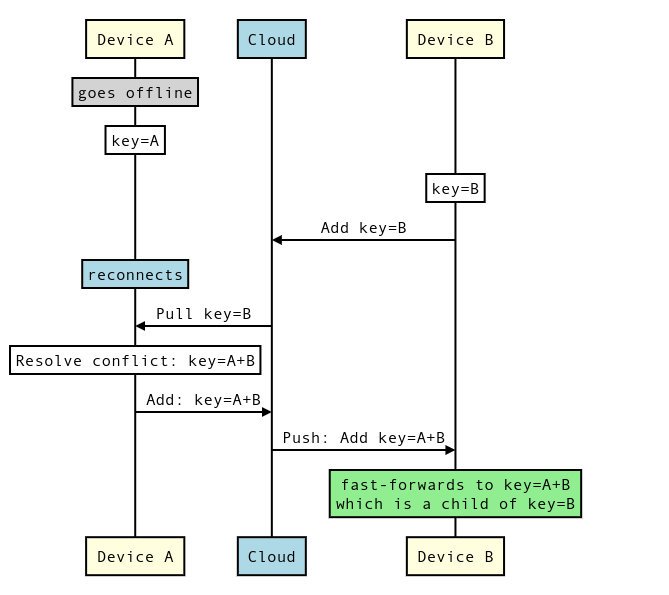 Device A
Cloud
Device B
goes offline
key=A
key=B
Add key=B
reconnects
Pull key=B
Resolve conflict: key=A+B
Add: key=A+B
Push: Add key=A+B
fast-forwards to key=A+B
which is a child of key=B
Device A
Cloud
Device B